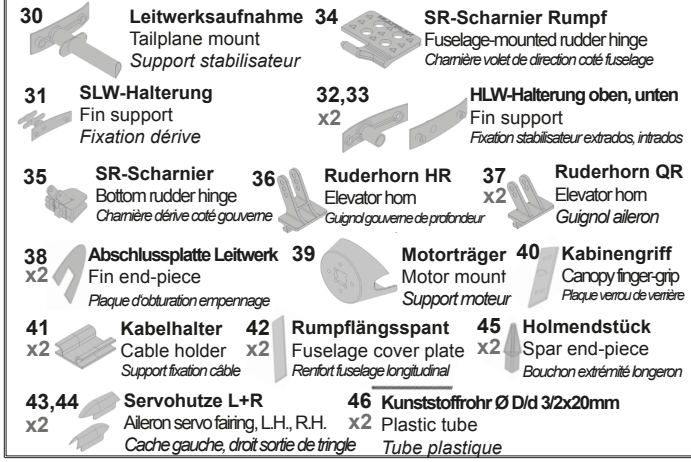 30 Leitwerksaufnahme
Tailplane mount
Support stabilisateur
34 SR-Scharnier Rumpf
Fuselage-mounted rudder hinge
Charnière volet de direction coté fuselage
31 SLW-Halterung
Fin support
Fixation dérive
32,33 HLW-Halterung oben, unten
x2 Fin support
Fixation stabilisateur extrados, intrados
35 SR-Scharnier
Bottom rudder hinge
Charnière dérive coté gouverne
36 Ruderhorn HR
Elevator horn
Guignol gouverne de profondeur
37 Ruderhorn QR
x2 Elevator horn
Guignol aileron
38 Abschlussplatte Leitwerk
x2 Fin end-piece
Plaque d'obturation empennage
39 Motorträger
Motor mount
Support moteur
40 Kabinengriff
Canopy finger-grip
Plaque verrou de verrière
41 Kabelhalter
x2 Cable holder
Support fixation câble
42 Rumpflängsspant
x2 Fuselage cover plate
Renfort fuselage longitudinal
45 Holmendstück
x2 Spar end-piece
Bouchon extrémité longeron
43,44 Servohutze L+R
x2 Aileron servo fairing, L.H., R.H.
Cache gauche, droit sortie de tringle
46 Kunststoffrohr Ø D/d 3/2x20mm
x2 Plastic tube
Tube plastique